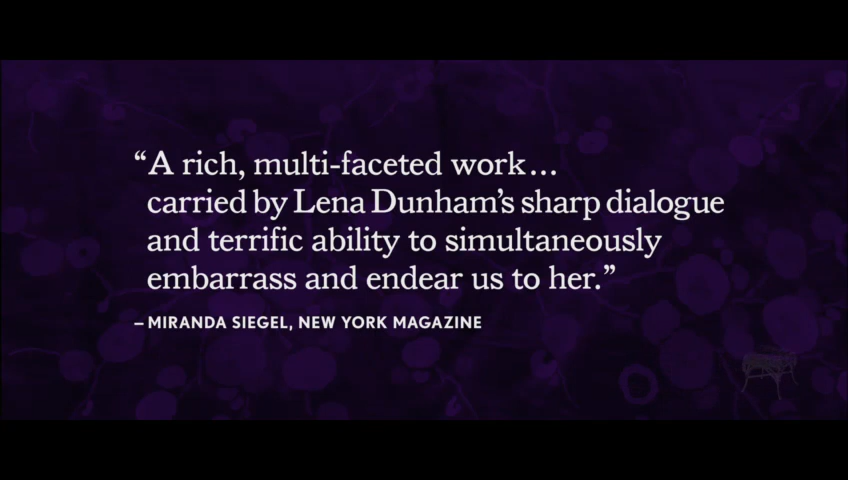 “A rich, multi-faceted work…
carried by Lena Dunham’s sharp dialogue
and terrific ability to simultaneously
embarrass and endear us to her.”
– MIRANDA SIEGEL, NEW YORK MAGAZINE